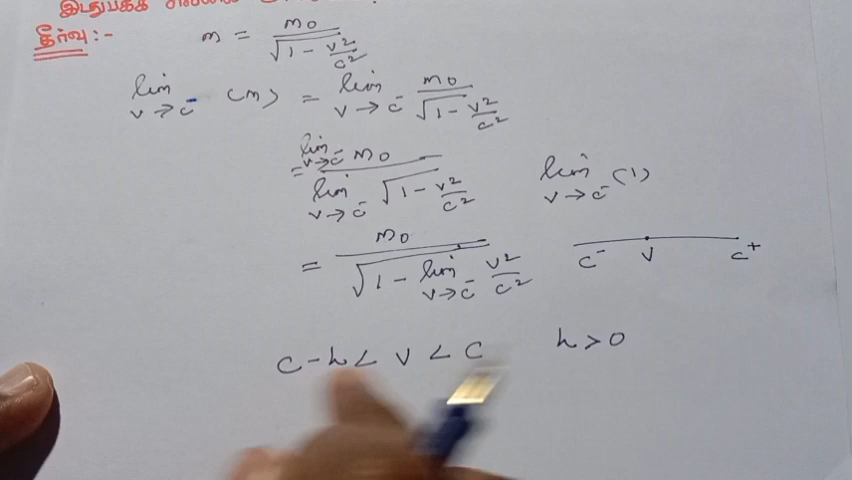 தீர்வு :- m = m₀ / √(1 - v²/c²)
lim v→c⁻ (m) = lim v→c⁻ m₀ / √(1 - v²/c²)
= lim v→c⁻ m₀ / lim v→c⁻ √(1 - v²/c²) lim v→c⁻ (1)
= m₀ / √(1 - lim v→c⁻ v²/c²) c⁻ v c⁺
c - h < v < c h > 0